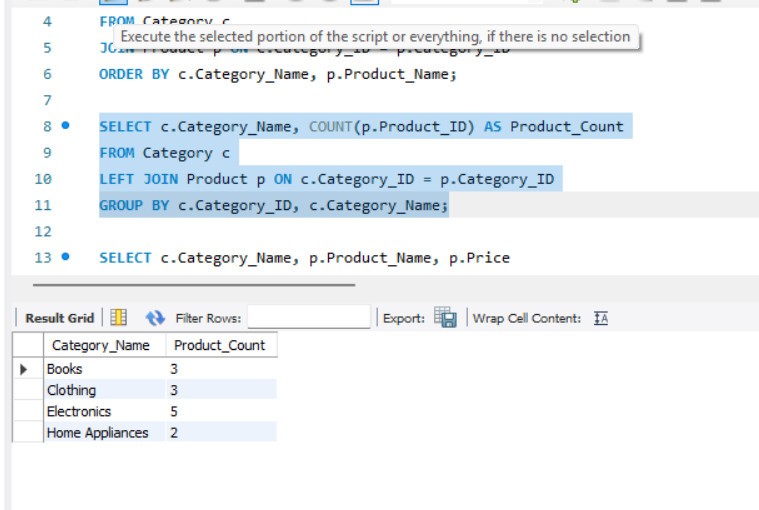 4 FROM Category c
Execute the selected portion of the script or everything, if there is no selection
5 JOIN Product p ON c.Category_ID = p.Category_ID
6 ORDER BY c.Category_Name, p.Product_Name;
7
8 SELECT c.Category_Name, COUNT(p.Product_ID) AS Product_Count
9 FROM Category c
10 LEFT JOIN Product p ON c.Category_ID = p.Category_ID
11 GROUP BY c.Category_ID, c.Category_Name;
12
13 SELECT c.Category_Name, p.Product_Name, p.Price
Result Grid Filter Rows: Export: Wrap Cell Content: IA
Category_Name Product_Count
Books 3
Clothing 3
Electronics 5
Home Appliances 2